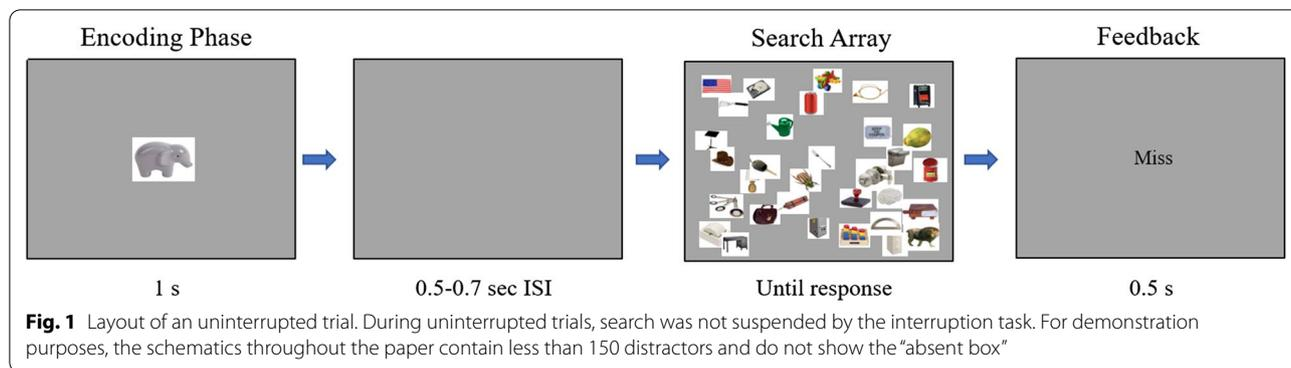 Encoding Phase
Search Array
Feedback
Miss
1 s
0.5-0.7 sec ISI
Until response
0.5 s
Fig. 1 Layout of an uninterrupted trial. During uninterrupted trials, search was not suspended by the interruption task. For demonstration
purposes, the schematics throughout the paper contain less than 150 distractors and do not show the “absent box”